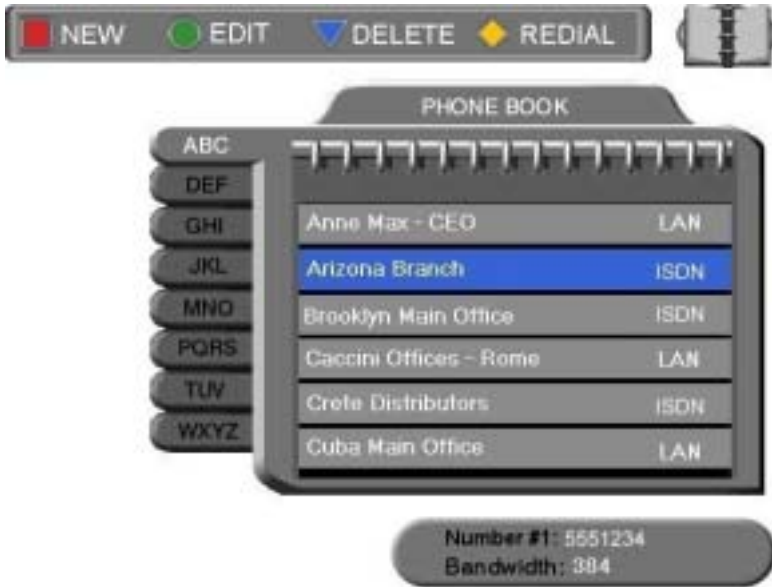 NEW EDIT DELETE REDIAL
PHONE BOOK
ABC
DEF
GHI
JKL
MNO
PQRS
TUV
WXYZ
Anne Max - CEO LAN
Arizona Branch ISDN
Brooklyn Main Office ISDN
Caccini Offices - Rome LAN
Crete Distributors ISDN
Cuba Main Office LAN
Number #1: 5551234
Bandwidth: 384